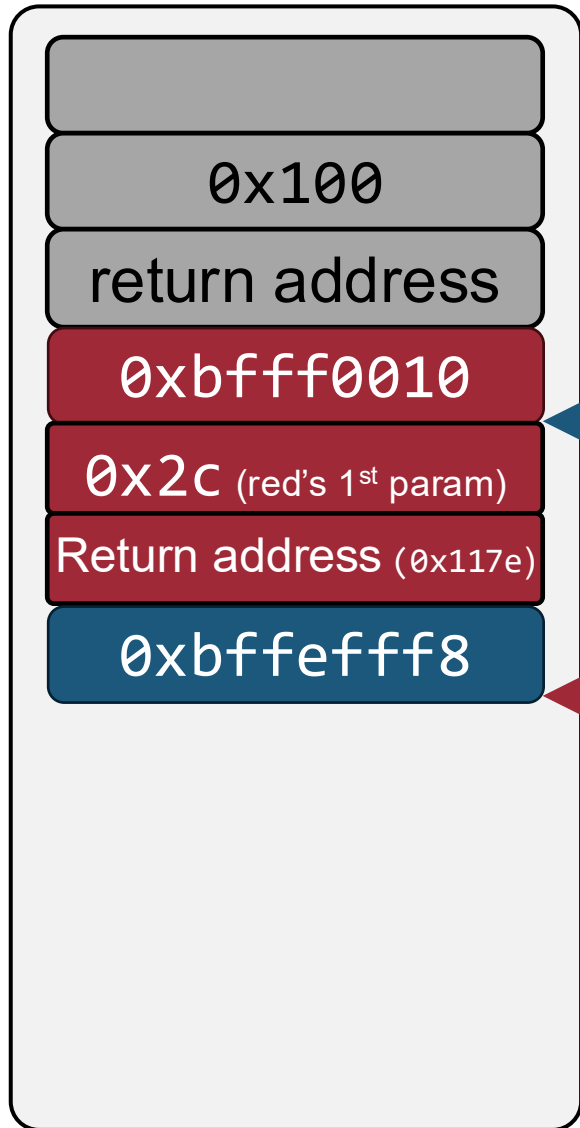 0x100
return address
0xbfff0010
0x2c (red's 1st param)
Return address (0x117e)
0xbffefff8